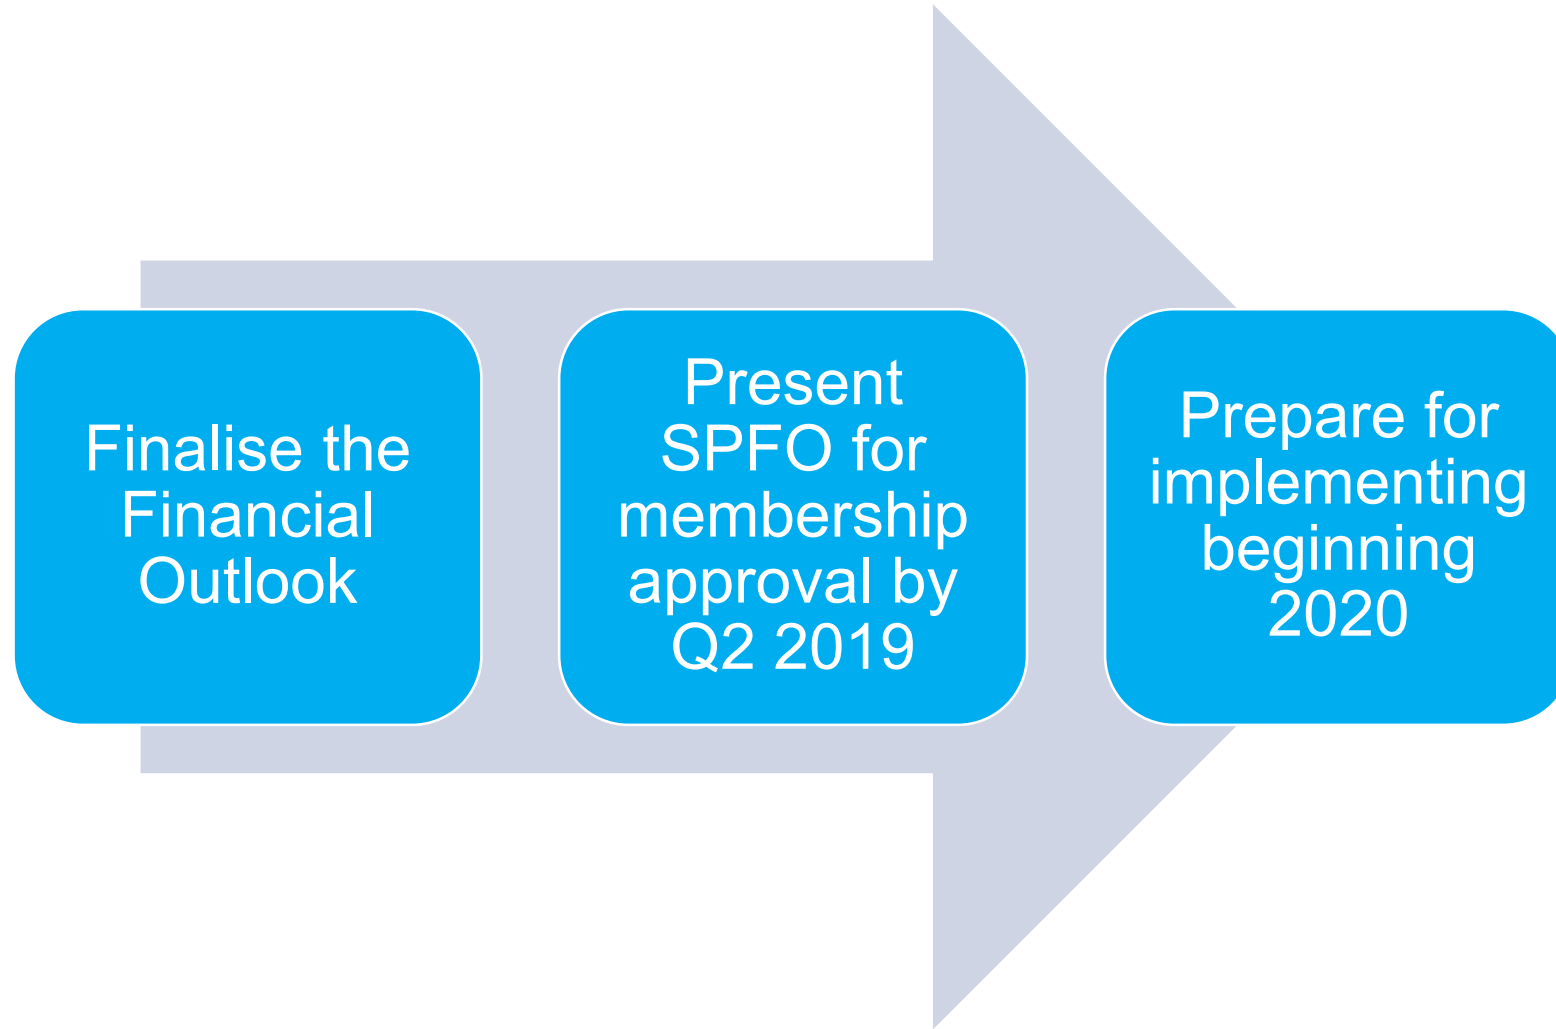 Finalise the
Financial
Outlook
Present
SPFO for
membership
approval by
Q2 2019
Prepare for
implementing
beginning
2020